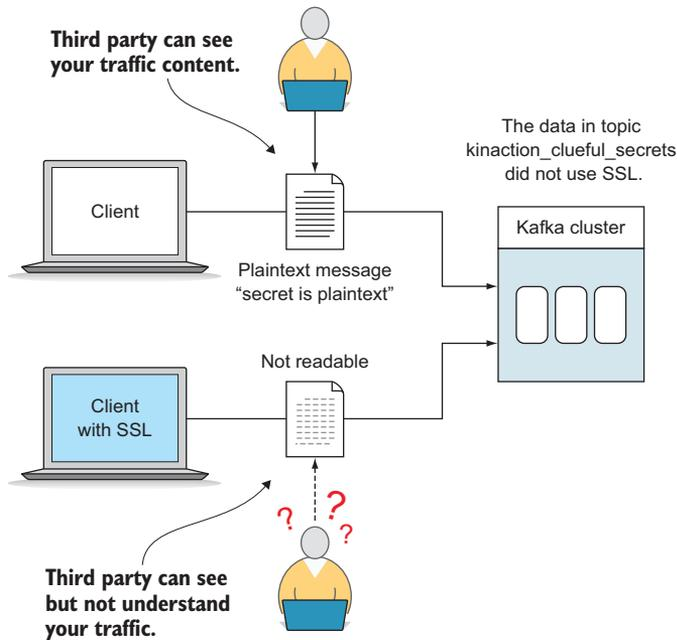 Third party can see
your traffic content.
The data in topic
kinaction_clueful_secrets
did not use SSL.
Client
Kafka cluster
Plaintext message
“secret is plaintext”
Not readable
Client
with SSL
? ? ?
Third party can see
but not understand
your traffic.